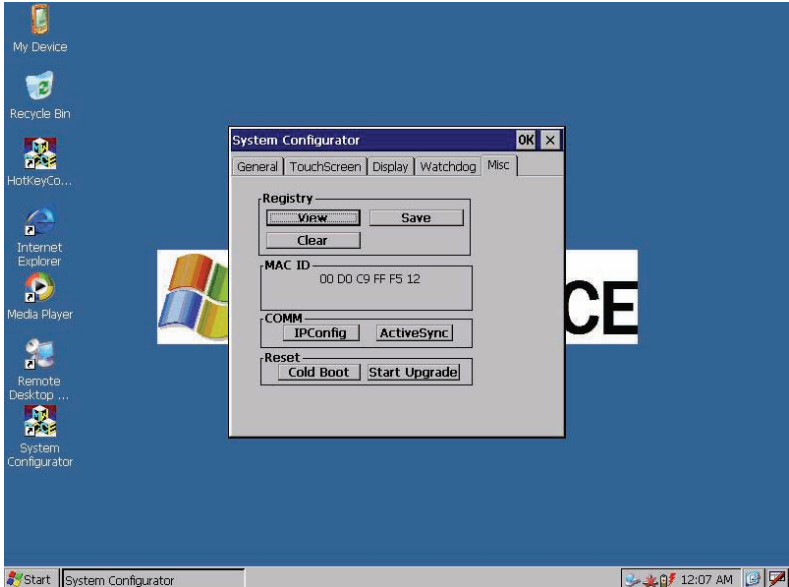 My Device
Recycle Bin
HotKeyCo...
Internet
Explorer
Media Player
Remote
Desktop ...
System
Configurator
System Configurator
OK
General TouchScreen Display Watchdog Misc
Registry
View Save
Clear
MAC ID
00 D0 C9 FF F5 12
COMM
IPConfig ActiveSync
Reset
Cold Boot Start Upgrade
CE
Start System Configurator 12:07 AM